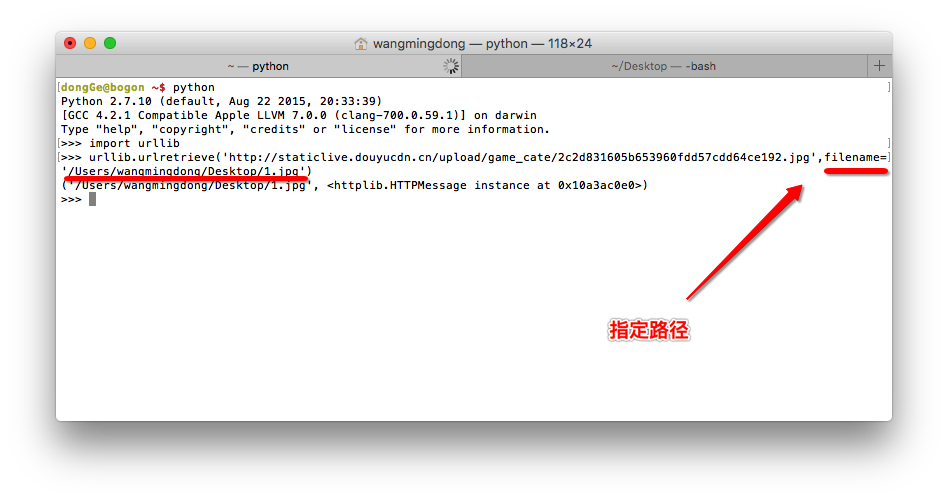 wangmingdong — python — 118×24
~ — python
~/Desktop — -bash
[dongGe@bogon ~$ python
Python 2.7.10 (default, Aug 22 2015, 20:33:39)
[GCC 4.2.1 Compatible Apple LLVM 7.0.0 (clang-700.0.59.1)] on darwin
Type "help", "copyright", "credits" or "license" for more information.
[>>> import urllib
[>>> urllib.urlretrieve('http://staticlive.douyucdn.cn/upload/game_cate/2c2d831605b653960fdd57cdd64ce192.jpg',filename=
'/Users/wangmingdong/Desktop/1.jpg')
('/Users/wangmingdong/Desktop/1.jpg', <httplib.HTTPMessage instance at 0x10a3ac0e0>)
>>>
指定路径